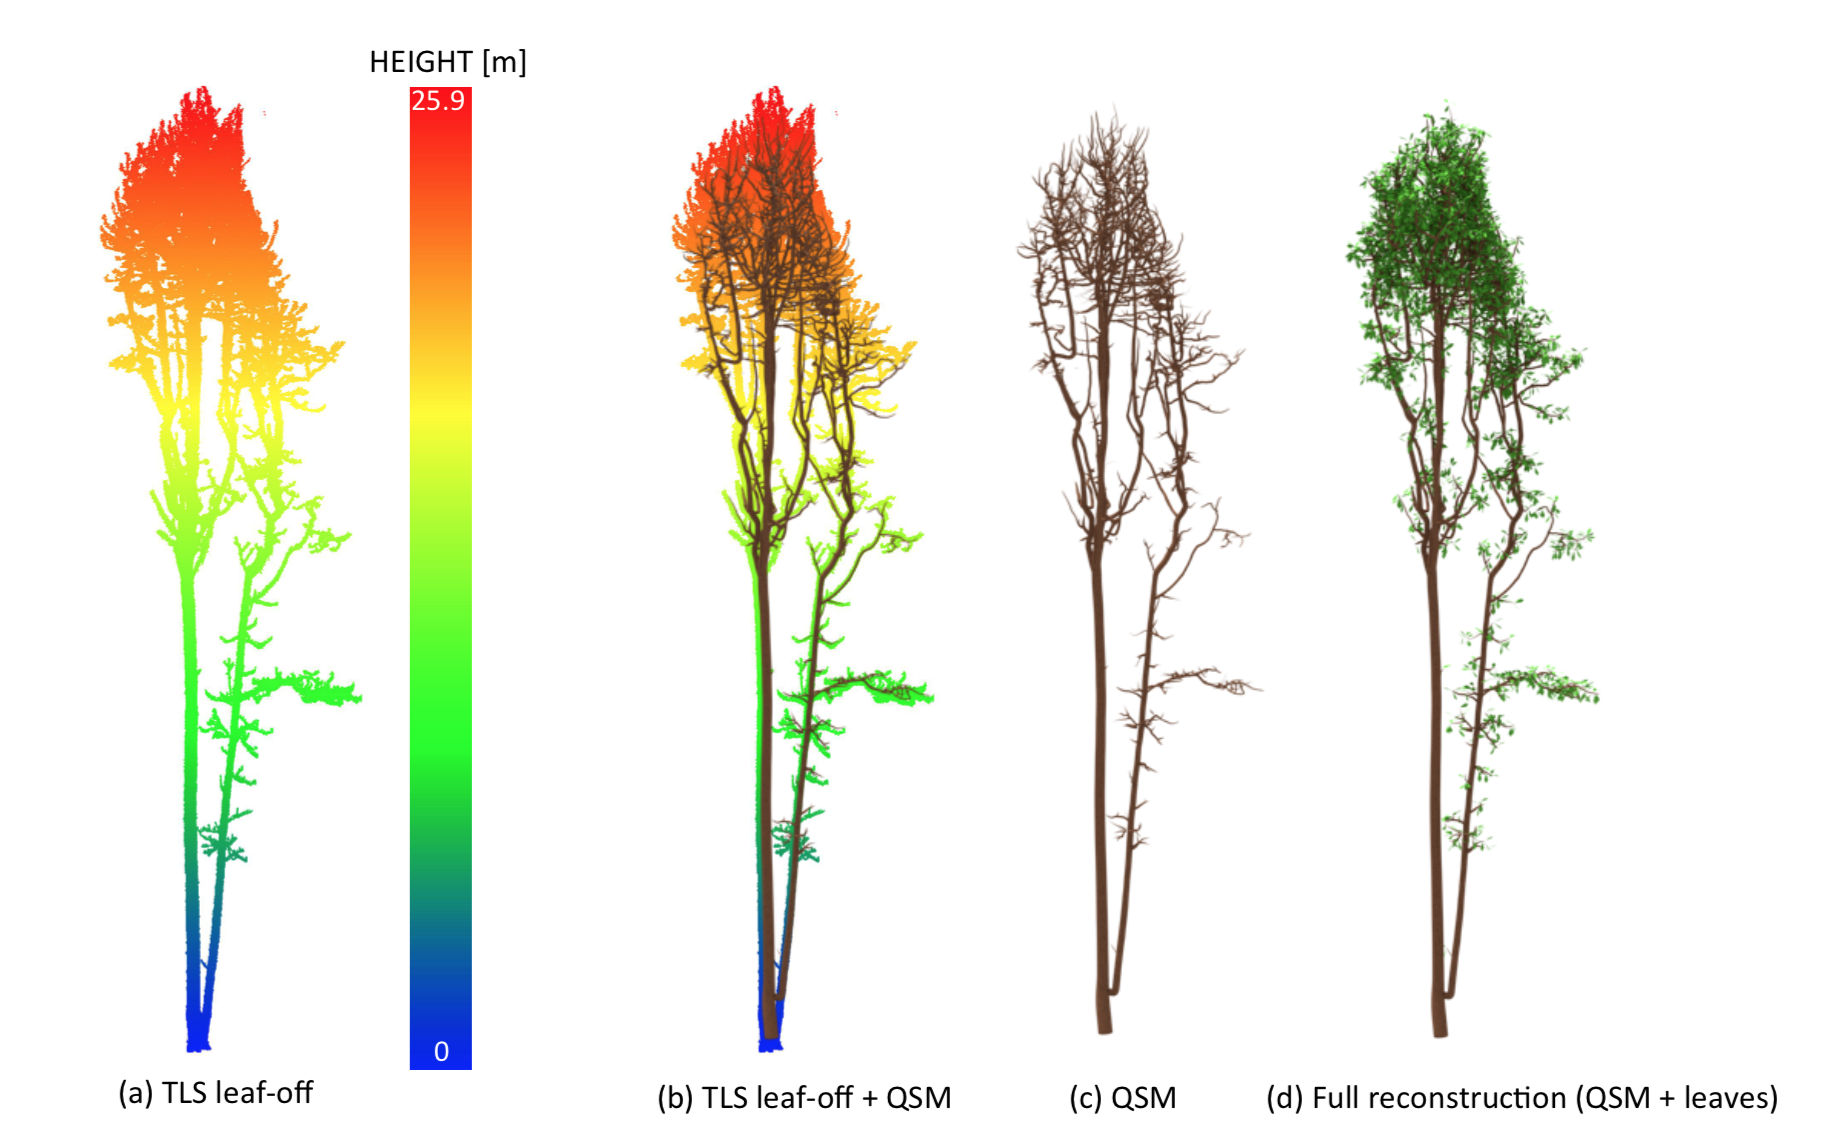 HEIGHT [m]
25.9
0
(a) TLS leaf-off
(b) TLS leaf-off + QSM
(c) QSM
(d) Full reconstruction (QSM + leaves)